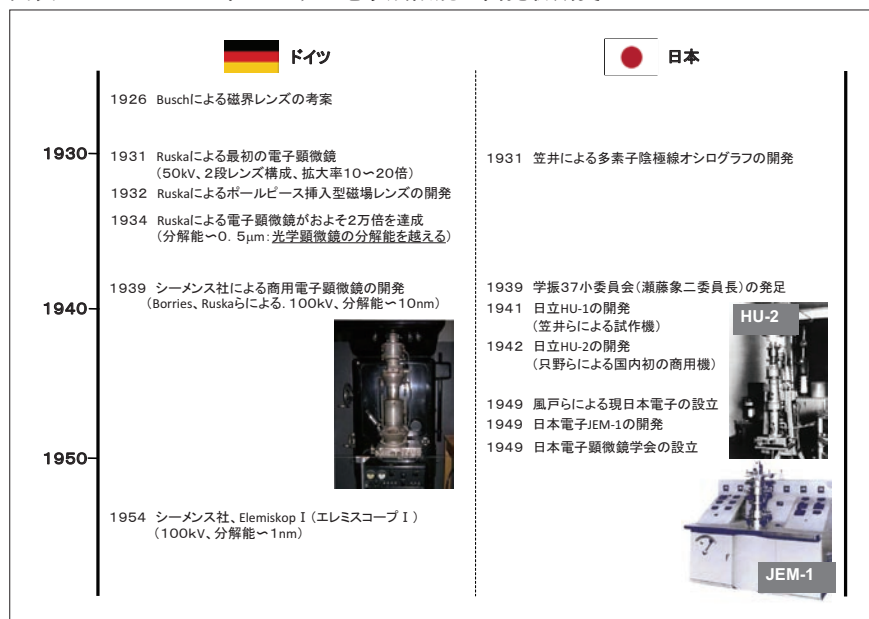 ドイツ
1926 Buschによる磁界レンズの考案
1930
1931 Ruskaによる最初の電子顕微鏡
(50kV、2段レンズ構成、拡大率10～20倍)
1932 Ruskaによるポールピース挿入型磁場レンズの開発
1934 Ruskaによる電子顕微鏡がおよそ2万倍を達成
(分解能～0.5μm:光学顕微鏡の分解能を越える)
1939 シーメンス社による商用電子顕微鏡の開発
(Borries、Ruskaらによる.100kV、分解能～10nm)
1940
1950
1954 シーメンス社、Elemiskop Ⅰ(エレミスコープⅠ)
(100kV、分解能～1nm)
日本
1931 笠井による多素子陰極線オシログラフの開発
1939 学振37小委員会(瀬藤象二委員長)の発足
1941 日立HU-1の開発
(笠井らによる試作機)
1942 日立HU-2の開発
(只野らによる国内初の商用機)
HU-2
1949 風戸らによる現日本電子の設立
1949 日本電子JEM-1の開発
1949 日本電子顕微鏡学会の設立
JEM-1